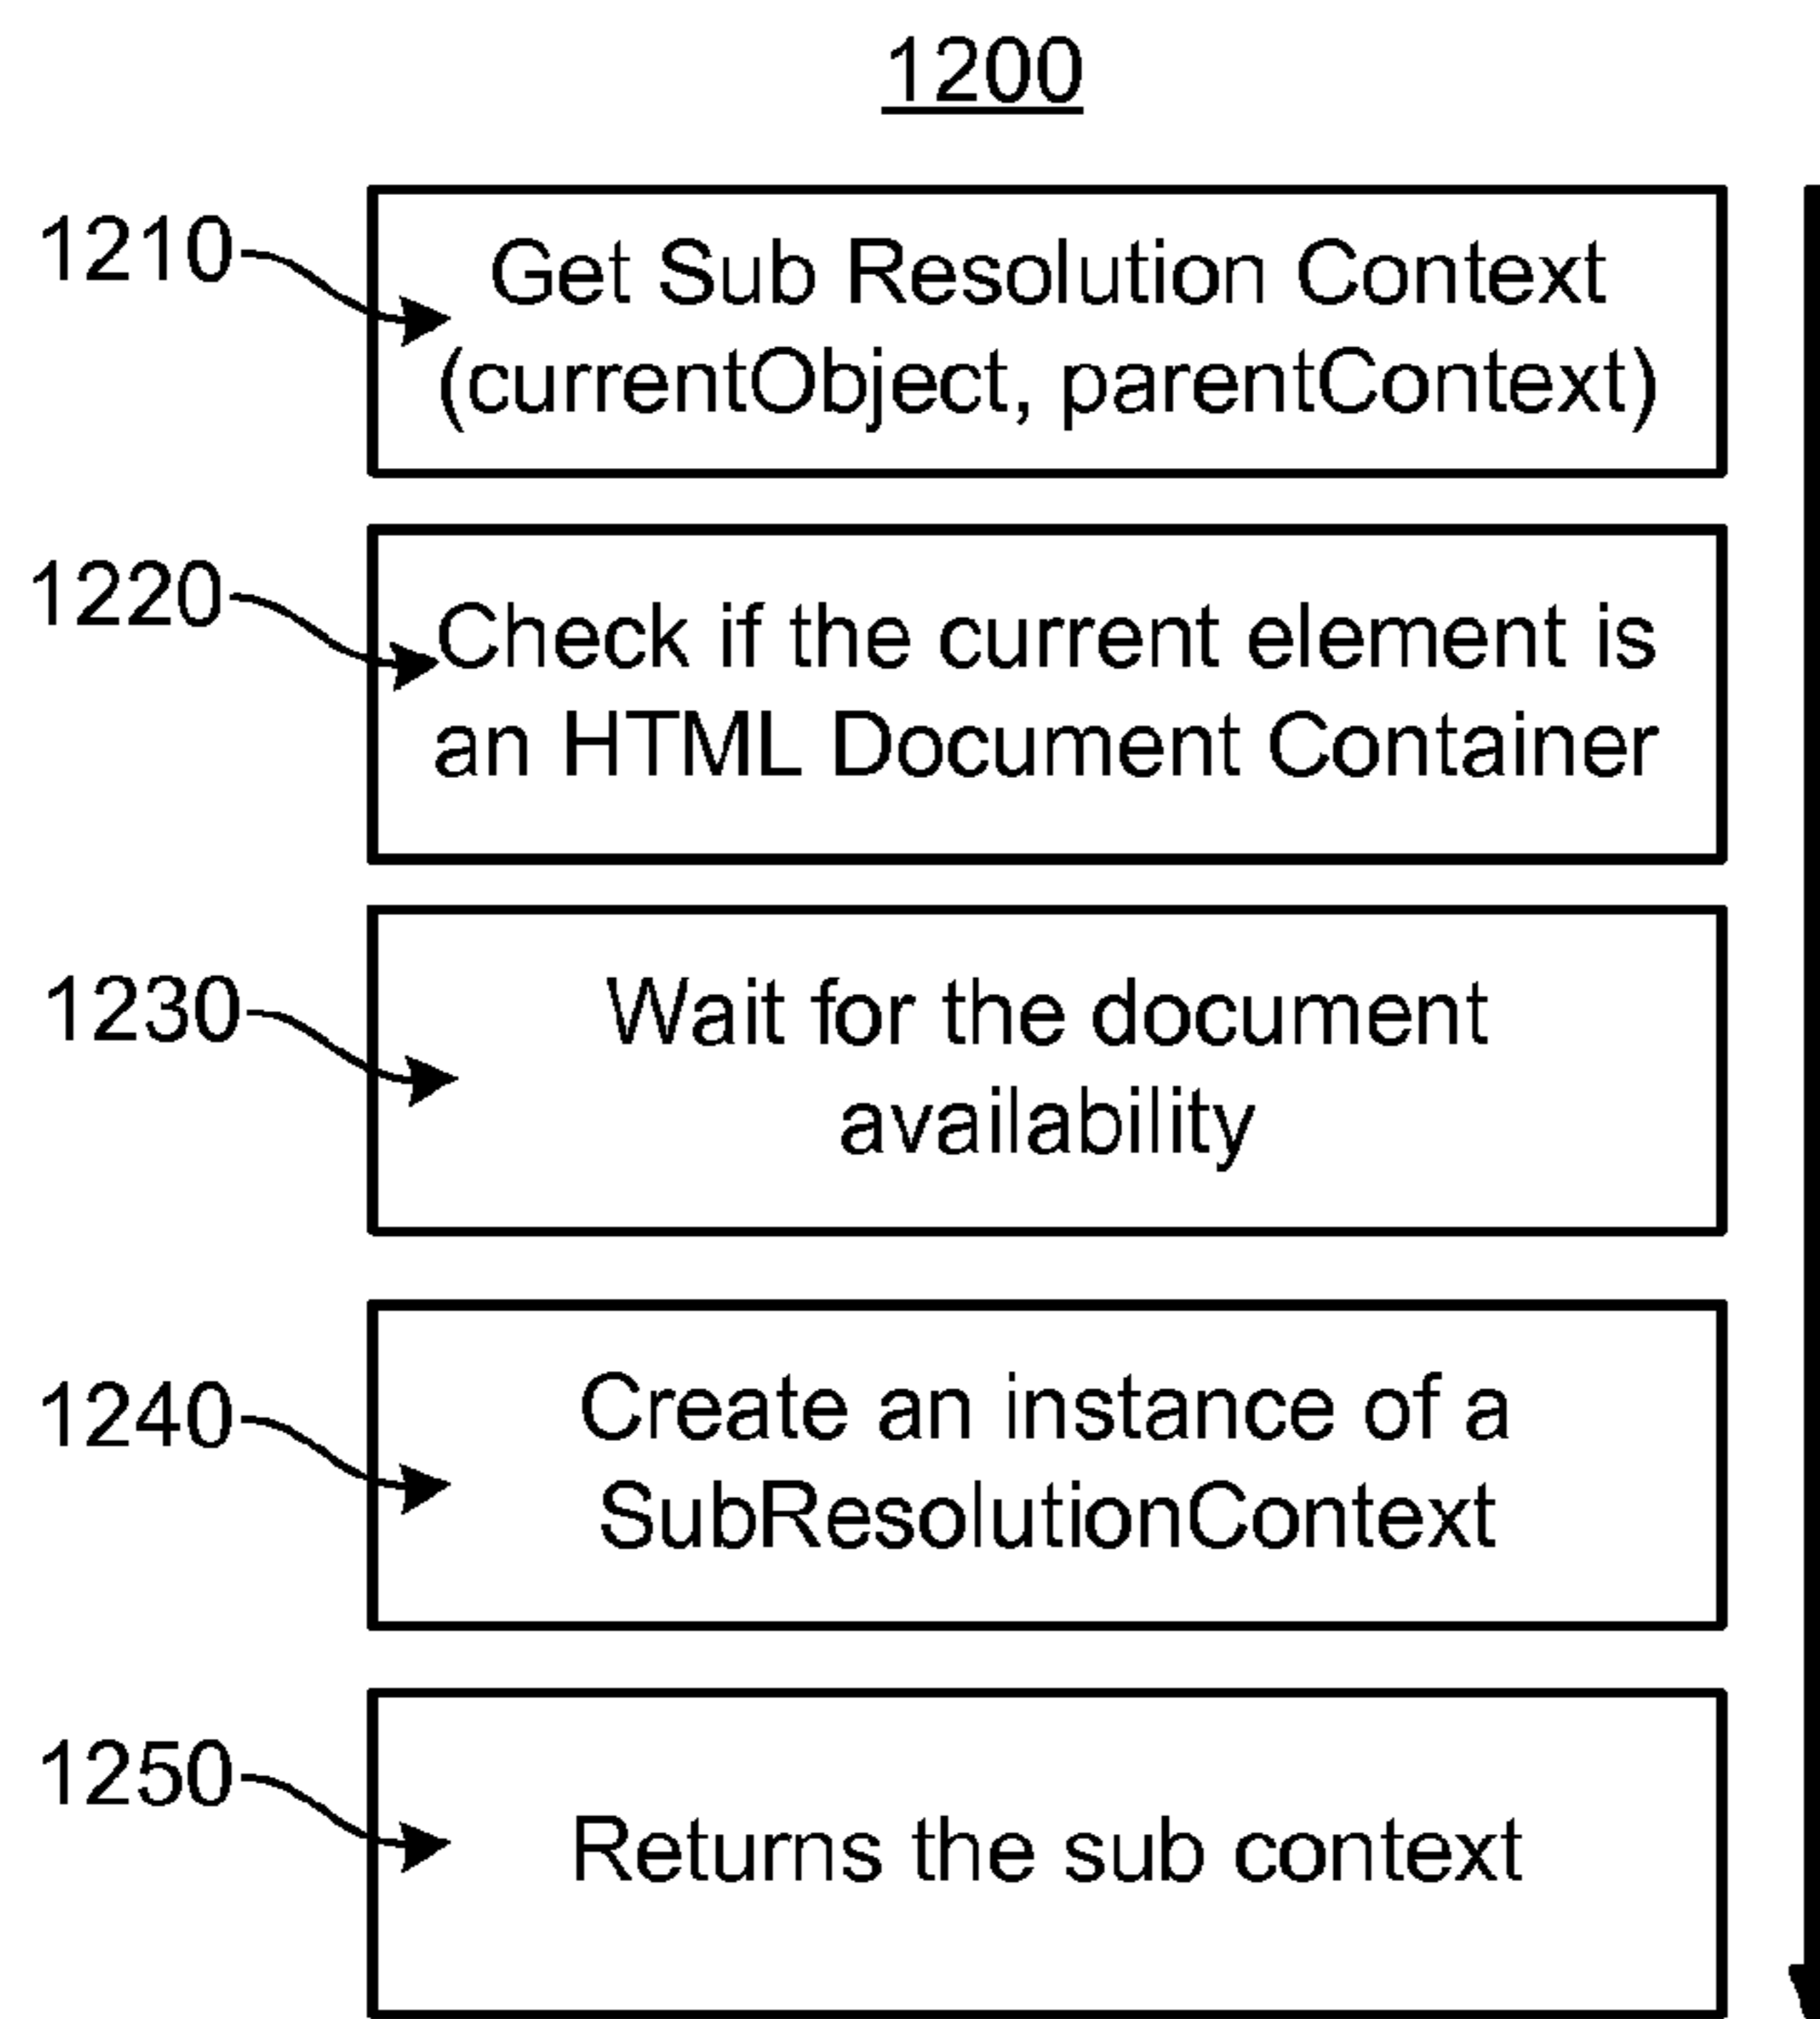 1200
1210
Get Sub Resolution Context
(currentObject, parentContext)
1220
Check if the current element is
an HTML Document Container
1230
Wait for the document
availability
1240
Create an instance of a
SubResolutionContext
1250
Returns the sub context